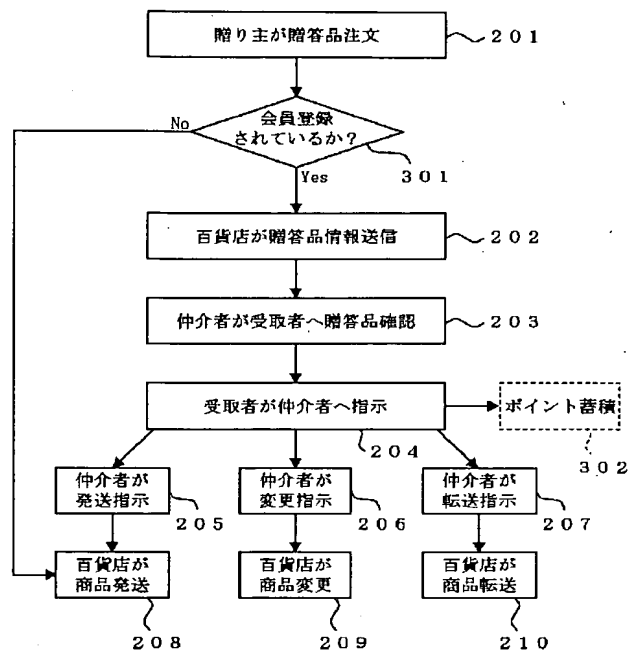 贈り主が贈答品注文
201
会員登録
されているか?
No
301
Yes
百貨店が贈答品情報送信
202
仲介者が受取者へ贈答品確認
203
受取者が仲介者へ指示
ポイント蓄積
204
302
仲介者が
発送指示
仲介者が
変更指示
仲介者が
転送指示
205
206
207
百貨店が
商品発送
百貨店が
商品変更
百貨店が
商品転送
208
209
210